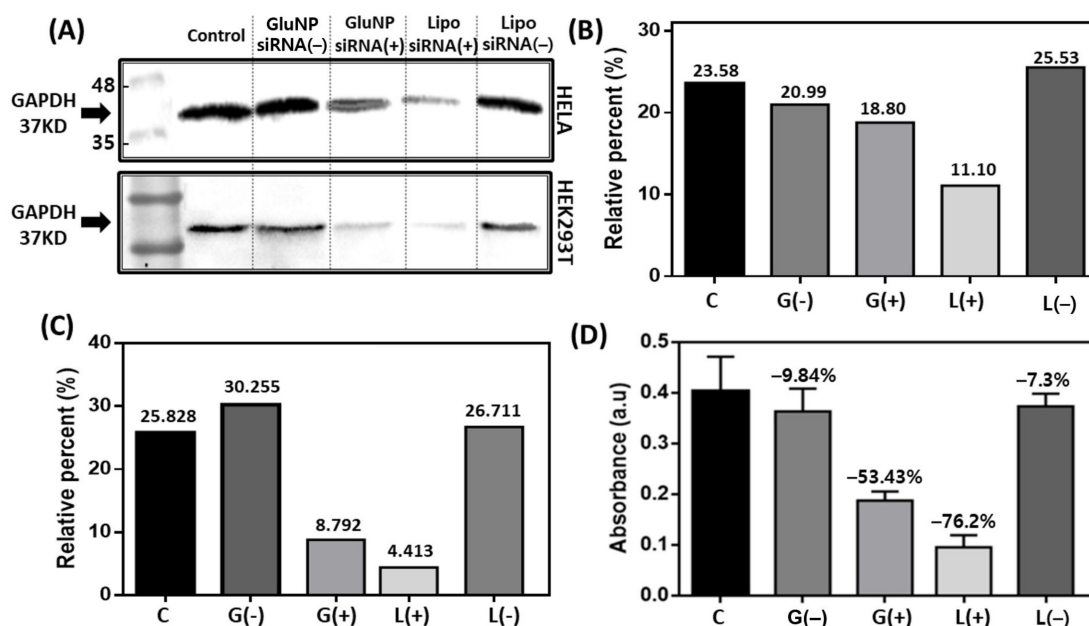 (A)
Control
GluNP
siRNA(–)
GluNP
siRNA(+)
Lipo
siRNA(+)
Lipo
siRNA(–)
GAPDH
37KD
48
35
HELA
GAPDH
37KD
HEK293T
(B)
Relative percent (%)
30
20
10
0
23.58
20.99
18.80
11.10
25.53
C
G(-)
G(+)
L(+)
L(–)
(C)
Relative percent (%)
40
30
20
10
0
25.828
30.255
8.792
4.413
26.711
C
G(-)
G(+)
L(+)
L(-)
(D)
Absorbance (a.u)
0.5
0.4
0.3
0.2
0.1
0.0
–9.84%
–53.43%
–76.2%
–7.3%
C
G(–)
G(+)
L(+)
L(–)